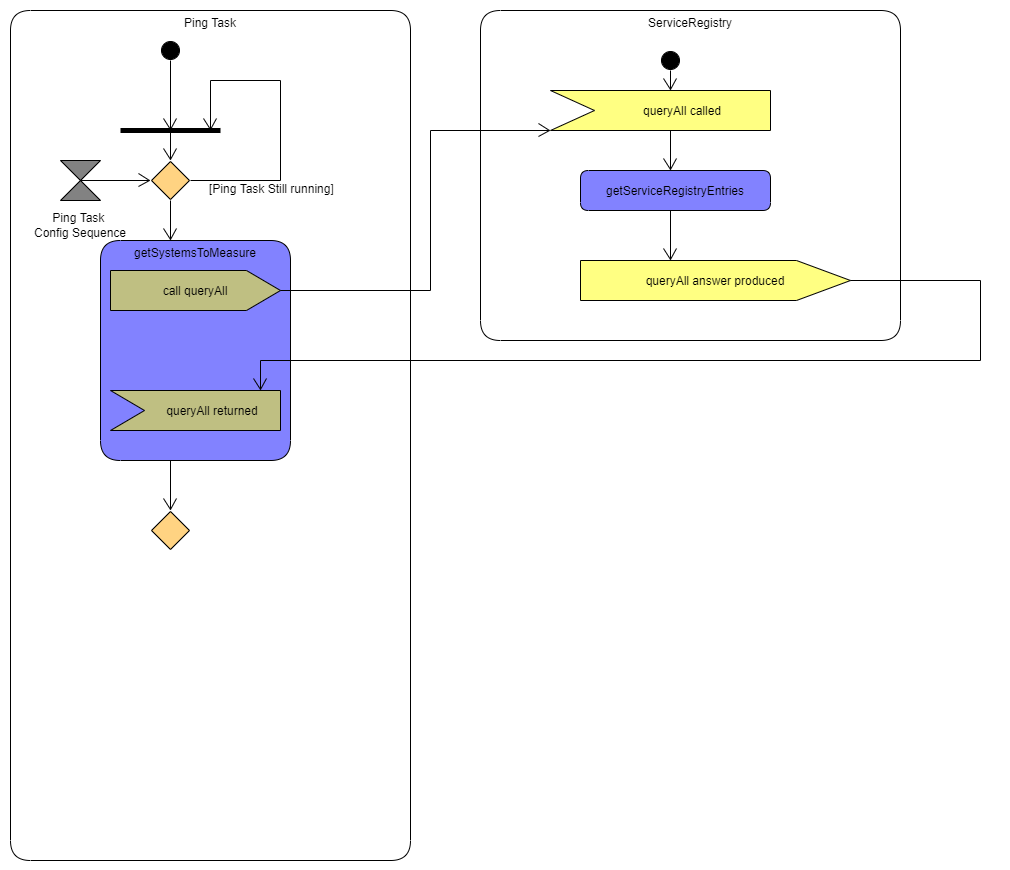 Ping Task
ServiceRegistry
queryAll called
[Ping Task Still running]
getServiceRegistryEntries
Ping Task
Config Sequence
getSystemsToMeasure
call queryAll
queryAll answer produced
queryAll returned